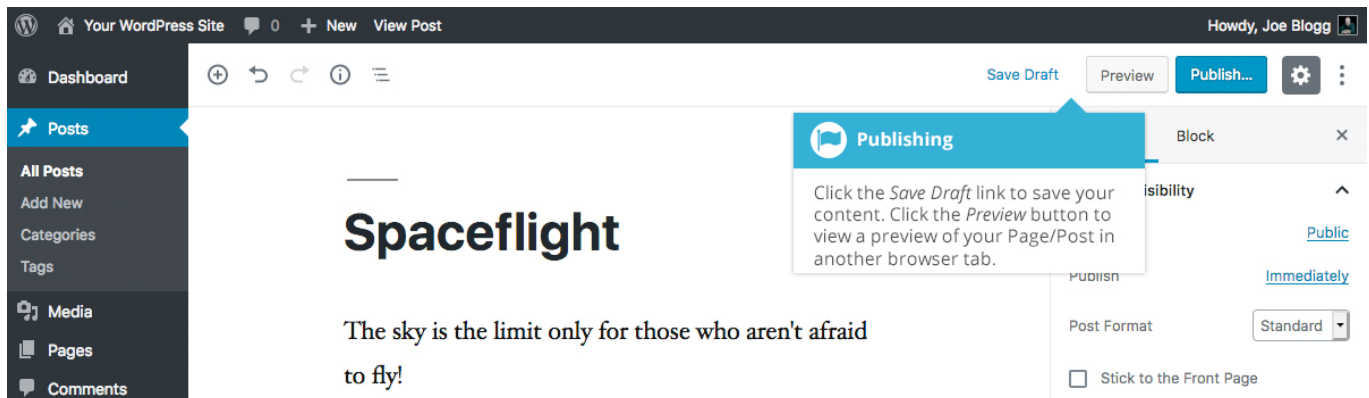 Your WordPress Site 0 + New View Post Howdy, Joe Blogg
Dashboard
Save Draft Preview Publish...
Posts
Publishing
Block ×
All Posts
Click the Save Draft link to save your
content. Click the Preview button to
view a preview of your Page/Post in
another browser tab.
isibility
Add New
Spaceflight
Categories
Public
Tags
Publish Immediately
Media
The sky is the limit only for those who aren't afraid
to fly!
Post Format Standard
Pages
Stick to the Front Page
Comments